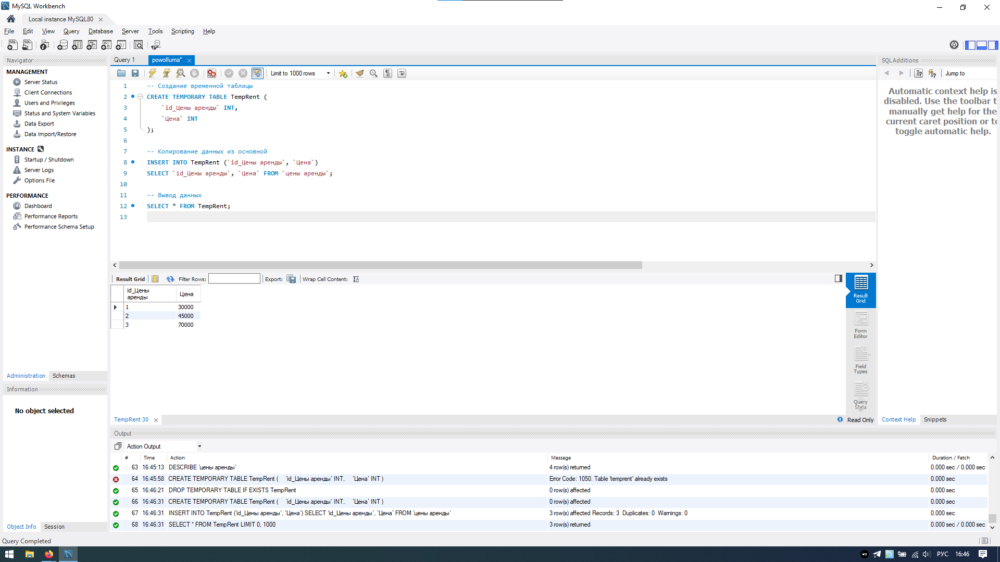 MySQL Workbench
Local instance MySQL80
File Edit View Query Database Server Tools Scripting Help
Navigator
MANAGEMENT
Server Status
Client Connections
Users and Privileges
Status and System Variables
Data Export
Data Import/Restore
INSTANCE
Startup / Shutdown
Server Logs
Options File
PERFORMANCE
Dashboard
Performance Reports
Performance Schema Setup
Administration Schemas
Information
No object selected
Object Info Session
Query Completed
Query 1 powolluma*
Limit to 1000 rows
1 -- Создание временной таблицы
2 CREATE TEMPORARY TABLE TempRent (
3 `id_Цены аренды` INT,
4 `Цена` INT
5 );
6
7 -- Копирование данных из основной
8 INSERT INTO TempRent (`id_Цены аренды`, `Цена`)
9 SELECT `id_Цены аренды`, `Цена` FROM `цены аренды`;
10
11 -- Вывод данных
12 SELECT * FROM TempRent;
13
Result Grid Filter Rows: Export: Wrap Cell Content:
id_Цены
аренды Цена
1 30000
2 45000
3 70000
Result
Grid
Form
Editor
Field
Types
Query
Stats
TempRent 30
Read Only
SQLAdditions
Jump to
Automatic context help is
disabled. Use the toolbar t
manually get help for the
current caret position or to
toggle automatic help.
Context Help Snippets
Output
Action Output
# Time Action Message Duration / Fetch
63 16:45:13 DESCRIBE `цены аренды` 4 row(s) returned 0.000 sec / 0.000 sec
64 16:45:58 CREATE TEMPORARY TABLE TempRent ( `id_Цены аренды` INT, `Цена` INT ) Error Code: 1050. Table 'temprent' already exists 0.000 sec
65 16:46:21 DROP TEMPORARY TABLE IF EXISTS TempRent 0 row(s) affected 0.000 sec
66 16:46:31 CREATE TEMPORARY TABLE TempRent ( `id_Цены аренды` INT, `Цена` INT ) 0 row(s) affected 0.000 sec
67 16:46:31 INSERT INTO TempRent (`id_Цены аренды`, `Цена`) SELECT `id_Цены аренды`, `Цена` FROM `цены аренды` 3 row(s) affected Records: 3 Duplicates: 0 Warnings: 0 0.000 sec
68 16:46:31 SELECT * FROM TempRent LIMIT 0, 1000 3 row(s) returned 0.000 sec / 0.000 sec
РУС 16:46